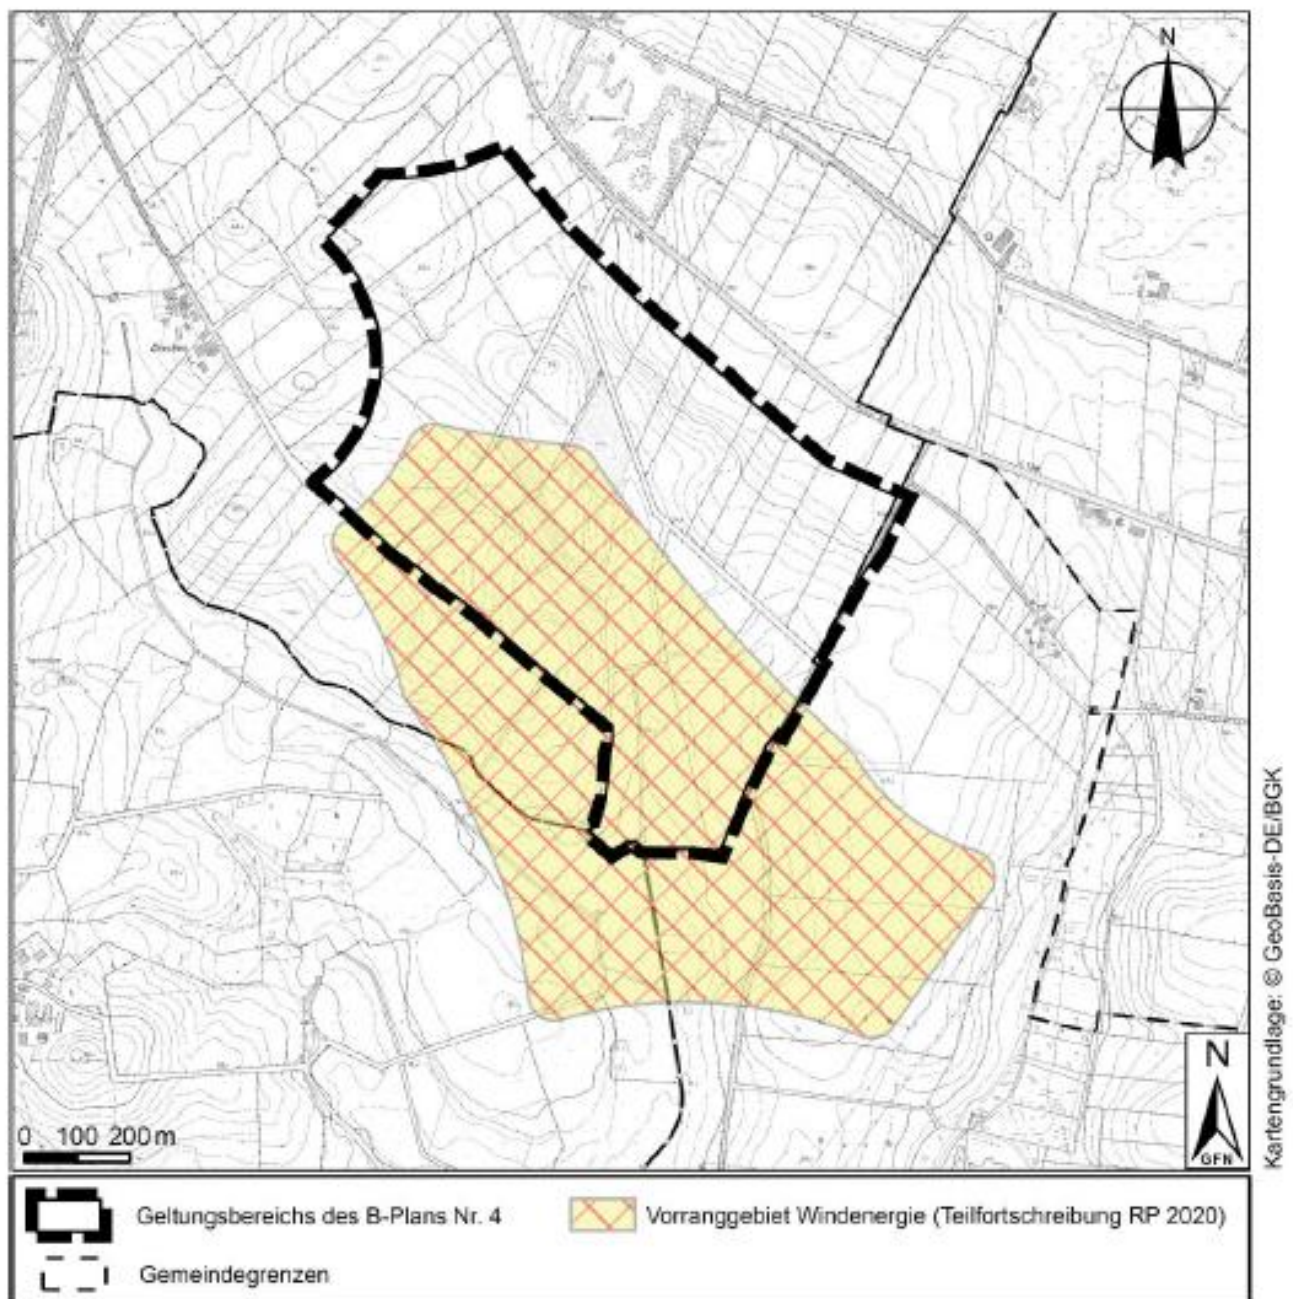 N
0 100 200 m
N
GFN
Kartengrundlage: © GeoBasis-DE/BGK
Geltungsbereichs des B-Plans Nr. 4
Vorranggebiet Windenergie (Teilfortschreibung RP 2020)
Gemeindegrenzen